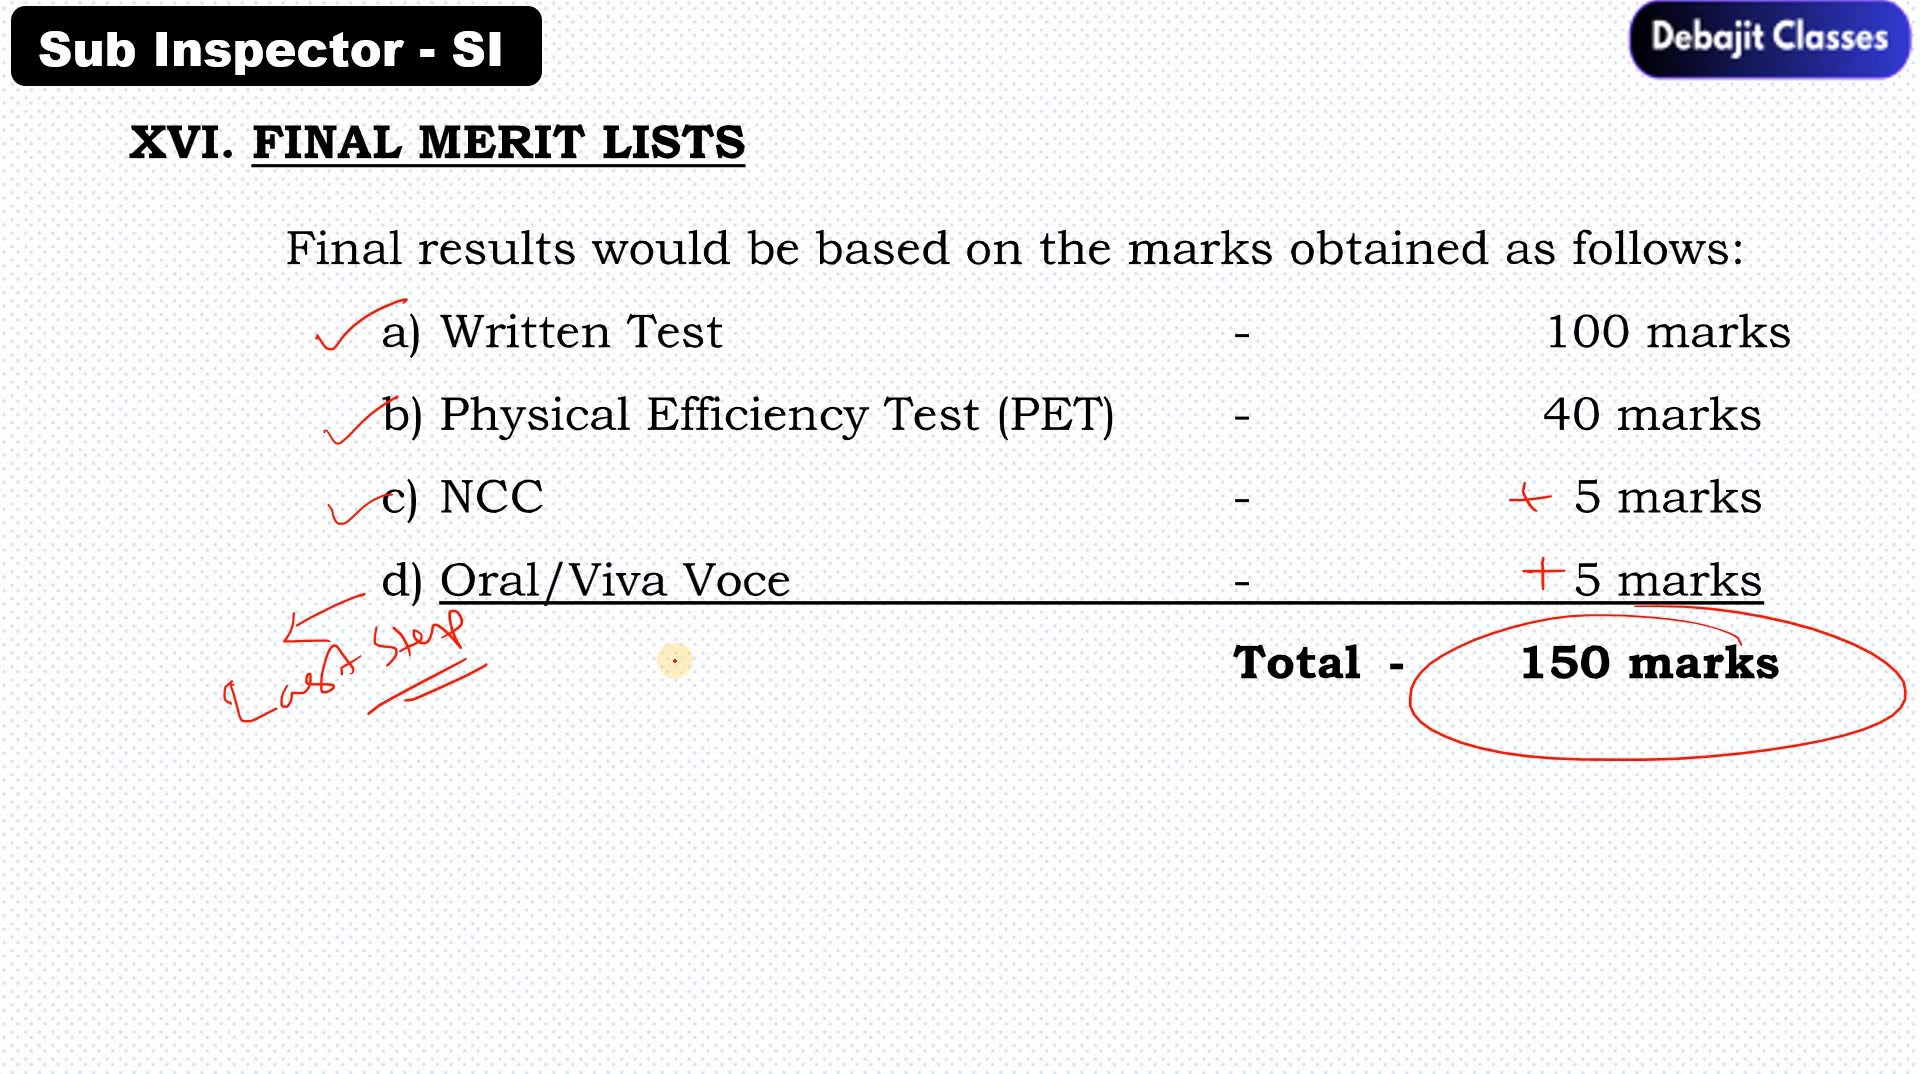 Sub Inspector - SI
Debajit Classes
XVI. FINAL MERIT LISTS
Final results would be based on the marks obtained as follows:
a) Written Test - 100 marks
b) Physical Efficiency Test (PET) - 40 marks
c) NCC - + 5 marks
d) Oral/Viva Voce - + 5 marks
Last Step
Total - 150 marks